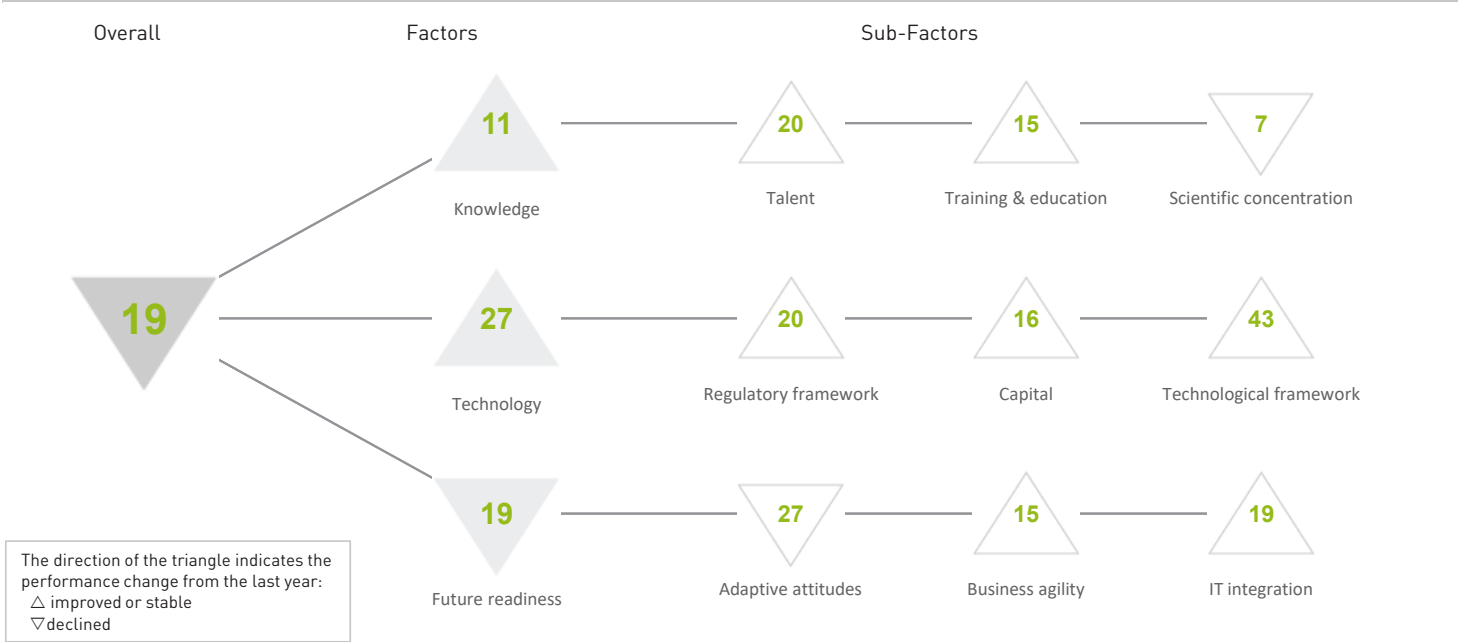 Overall Factors Sub-Factors
11 20 15 7
Knowledge Talent Training & education Scientific concentration
19 27 20 16 43
Technology Regulatory framework Capital Technological framework
19 27 15 19
Future readiness Adaptive attitudes Business agility IT integration
The direction of the triangle indicates the
performance change from the last year:
△ improved or stable
▽ declined